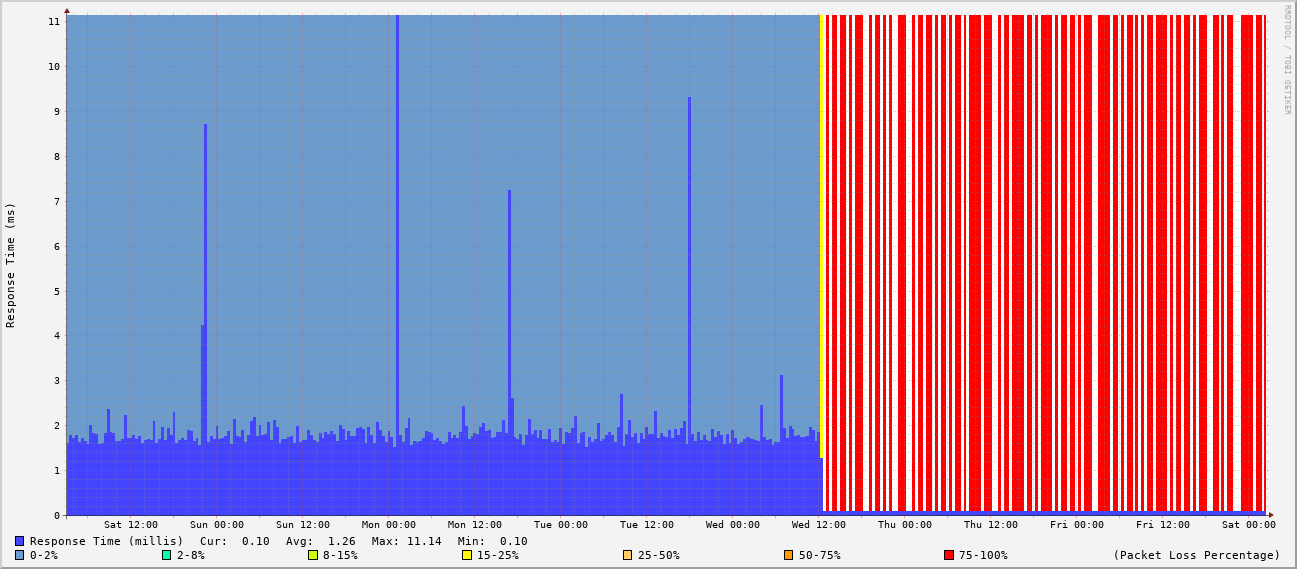 RRDTOOL / TOBI OETIKER
Response Time (ms)
11
10
9
8
7
6
5
4
3
2
1
0
Sat 12:00 Sun 00:00 Sun 12:00 Mon 00:00 Mon 12:00 Tue 00:00 Tue 12:00 Wed 00:00 Wed 12:00 Thu 00:00 Thu 12:00 Fri 00:00 Fri 12:00 Sat 00:00
Response Time (millis) Cur: 0.10 Avg: 1.26 Max: 11.14 Min: 0.10
0-2% 2-8% 8-15% 15-25% 25-50% 50-75% 75-100% (Packet Loss Percentage)